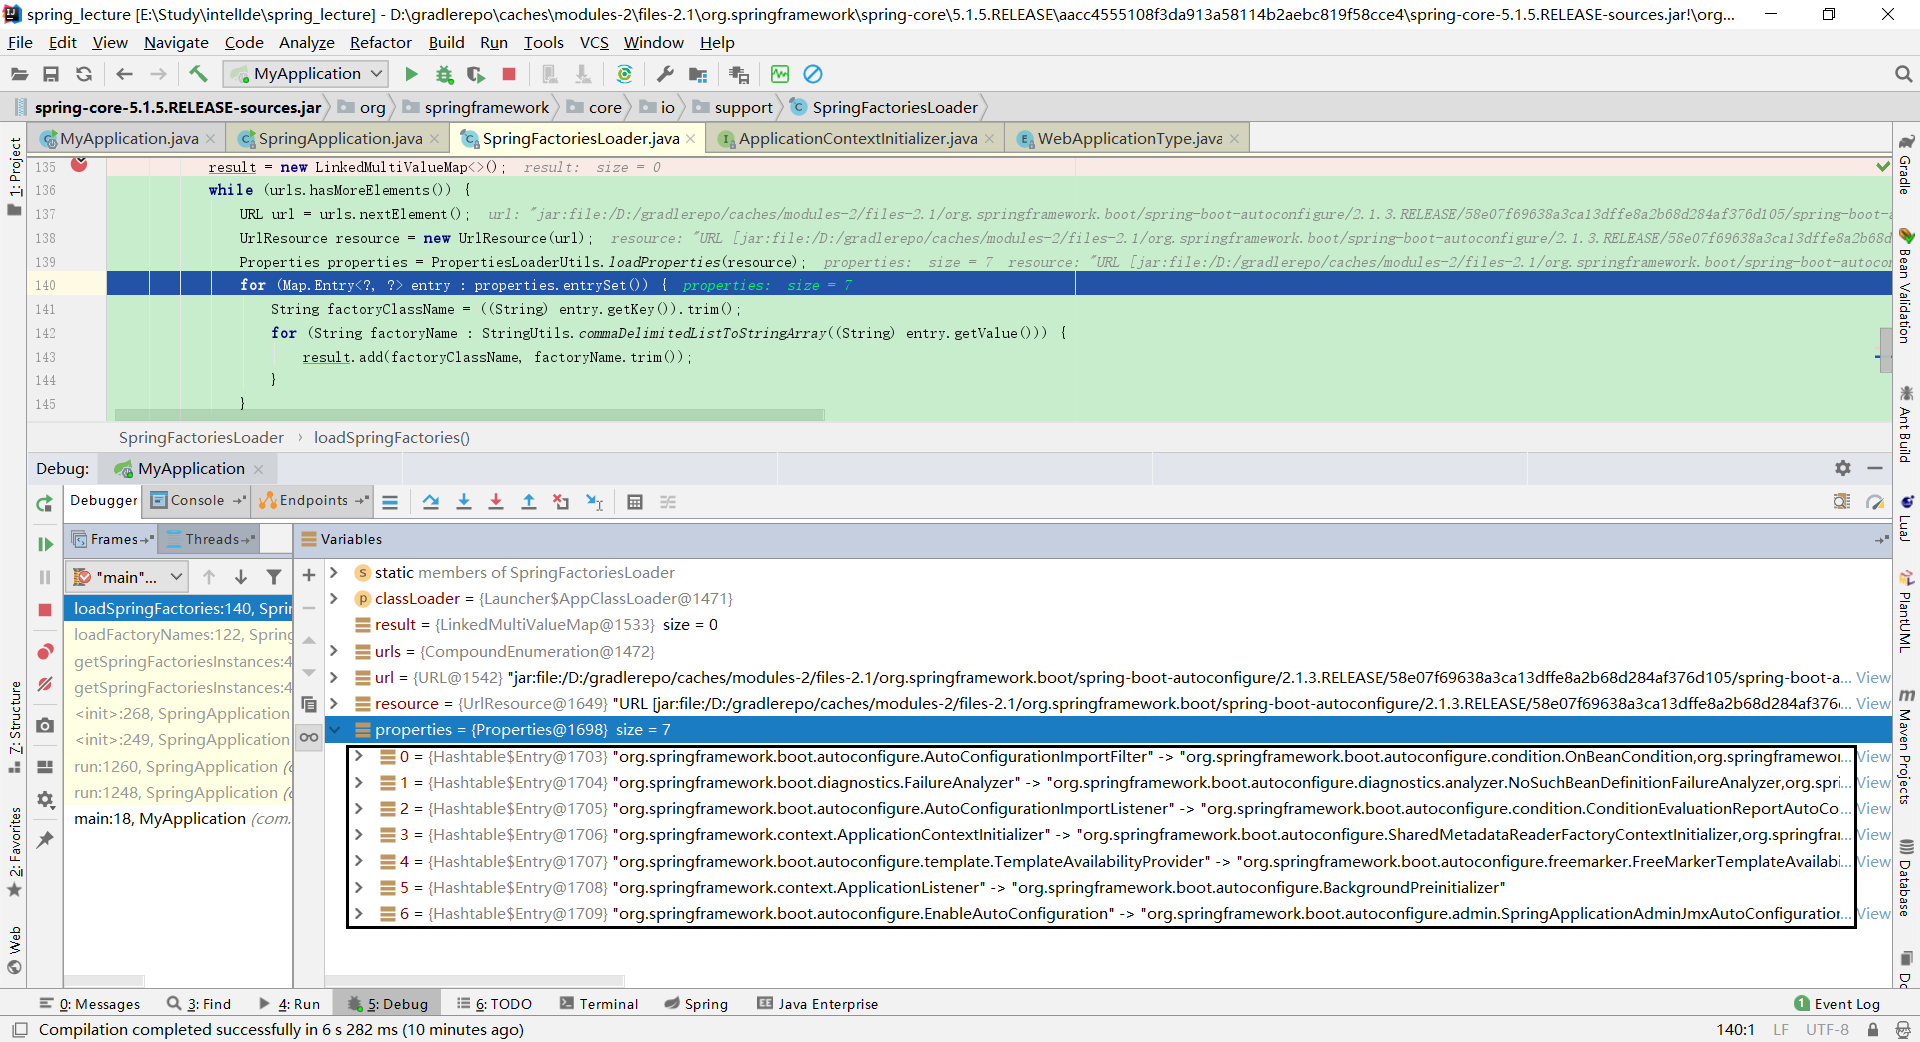 spring_lecture [E:\Study\intellIde\spring_lecture] - D:\gradlerepo\caches\modules-2\files-2.1\org.springframework\spring-core\5.1.5.RELEASE\aacc4555108f3da913a58114b2aebc819f58cce4\spring-core-5.1.5.RELEASE-sources.jar!\org...
File Edit View Navigate Code Analyze Refactor Build Run Tools VCS Window Help
MyApplication
spring-core-5.1.5.RELEASE-sources.jar org springframework core io support SpringFactoriesLoader
MyApplication.java SpringApplication.java SpringFactoriesLoader.java ApplicationContextInitializer.java WebApplicationType.java
135 result = new LinkedMultiValueMap<>(); result: size = 0
136 while (urls.hasMoreElements()) {
137 URL url = urls.nextElement(); url: "jar:file:/D:/gradlerepo/caches/modules-2/files-2.1/org.springframework.boot/spring-boot-autoconfigure/2.1.3.RELEASE/58e07f69638a3ca13dffe8a2b68d284af376d105/spring-boot-a
138 UrlResource resource = new UrlResource(url); resource: "URL [jar:file:/D:/gradlerepo/caches/modules-2/files-2.1/org.springframework.boot/spring-boot-autoconfigure/2.1.3.RELEASE/58e07f69638a3ca13dffe8a2b68d
139 Properties properties = PropertiesLoaderUtils.loadProperties(resource); properties: size = 7 resource: "URL [jar:file:/D:/gradlerepo/caches/modules-2/files-2.1/org.springframework.boot/spring-boot-autocon
140 for (Map.Entry<?, ?> entry : properties.entrySet()) { properties: size = 7
141 String factoryClassName = ((String) entry.getKey()).trim();
142 for (String factoryName : StringUtils.commaDelimitedListToStringArray((String) entry.getValue())) {
143 result.add(factoryClassName, factoryName.trim());
144 }
145 }
SpringFactoriesLoader › loadSpringFactories()
Debug: MyApplication
Debugger Console Endpoints
Frames Threads Variables
"main"...
loadSpringFactories:140, Spri
loadFactoryNames:122, Spring
getSpringFactoriesInstances:4
getSpringFactoriesInstances:4
<init>:268, SpringApplication
<init>:249, SpringApplication
run:1260, SpringApplication (
run:1248, SpringApplication (
main:18, MyApplication (com.
static members of SpringFactoriesLoader
classLoader = {Launcher$AppClassLoader@1471}
result = {LinkedMultiValueMap@1533} size = 0
urls = {CompoundEnumeration@1472}
url = {URL@1542} "jar:file:/D:/gradlerepo/caches/modules-2/files-2.1/org.springframework.boot/spring-boot-autoconfigure/2.1.3.RELEASE/58e07f69638a3ca13dffe8a2b68d284af376d105/spring-boot-a... View
resource = {UrlResource@1649} "URL [jar:file:/D:/gradlerepo/caches/modules-2/files-2.1/org.springframework.boot/spring-boot-autoconfigure/2.1.3.RELEASE/58e07f69638a3ca13dffe8a2b68d284af376... View
properties = {Properties@1698} size = 7
0 = {Hashtable$Entry@1703} "org.springframework.boot.autoconfigure.AutoConfigurationImportFilter" -> "org.springframework.boot.autoconfigure.condition.OnBeanCondition,org.springframewo... View
1 = {Hashtable$Entry@1704} "org.springframework.boot.diagnostics.FailureAnalyzer" -> "org.springframework.boot.autoconfigure.diagnostics.analyzer.NoSuchBeanDefinitionFailureAnalyzer,org.spri... View
2 = {Hashtable$Entry@1705} "org.springframework.boot.autoconfigure.AutoConfigurationImportListener" -> "org.springframework.boot.autoconfigure.condition.ConditionEvaluationReportAutoCo... View
3 = {Hashtable$Entry@1706} "org.springframework.context.ApplicationContextInitializer" -> "org.springframework.boot.autoconfigure.SharedMetadataReaderFactoryContextInitializer,org.springfra... View
4 = {Hashtable$Entry@1707} "org.springframework.boot.autoconfigure.template.TemplateAvailabilityProvider" -> "org.springframework.boot.autoconfigure.freemarker.FreeMarkerTemplateAvailabi... View
5 = {Hashtable$Entry@1708} "org.springframework.context.ApplicationListener" -> "org.springframework.boot.autoconfigure.BackgroundPreinitializer"
6 = {Hashtable$Entry@1709} "org.springframework.boot.autoconfigure.EnableAutoConfiguration" -> "org.springframework.boot.autoconfigure.admin.SpringApplicationAdminJmxAutoConfiguration... View
1: Project
7: Structure
2: Favorites
Web
Gradle
Bean Validation
Ant Build
LuaJ
PlantUML
Maven Projects
Database
0: Messages 3: Find 4: Run 5: Debug 6: TODO Terminal Spring Java Enterprise 1 Event Log
Compilation completed successfully in 6 s 282 ms (10 minutes ago) 140:1 LF UTF-8